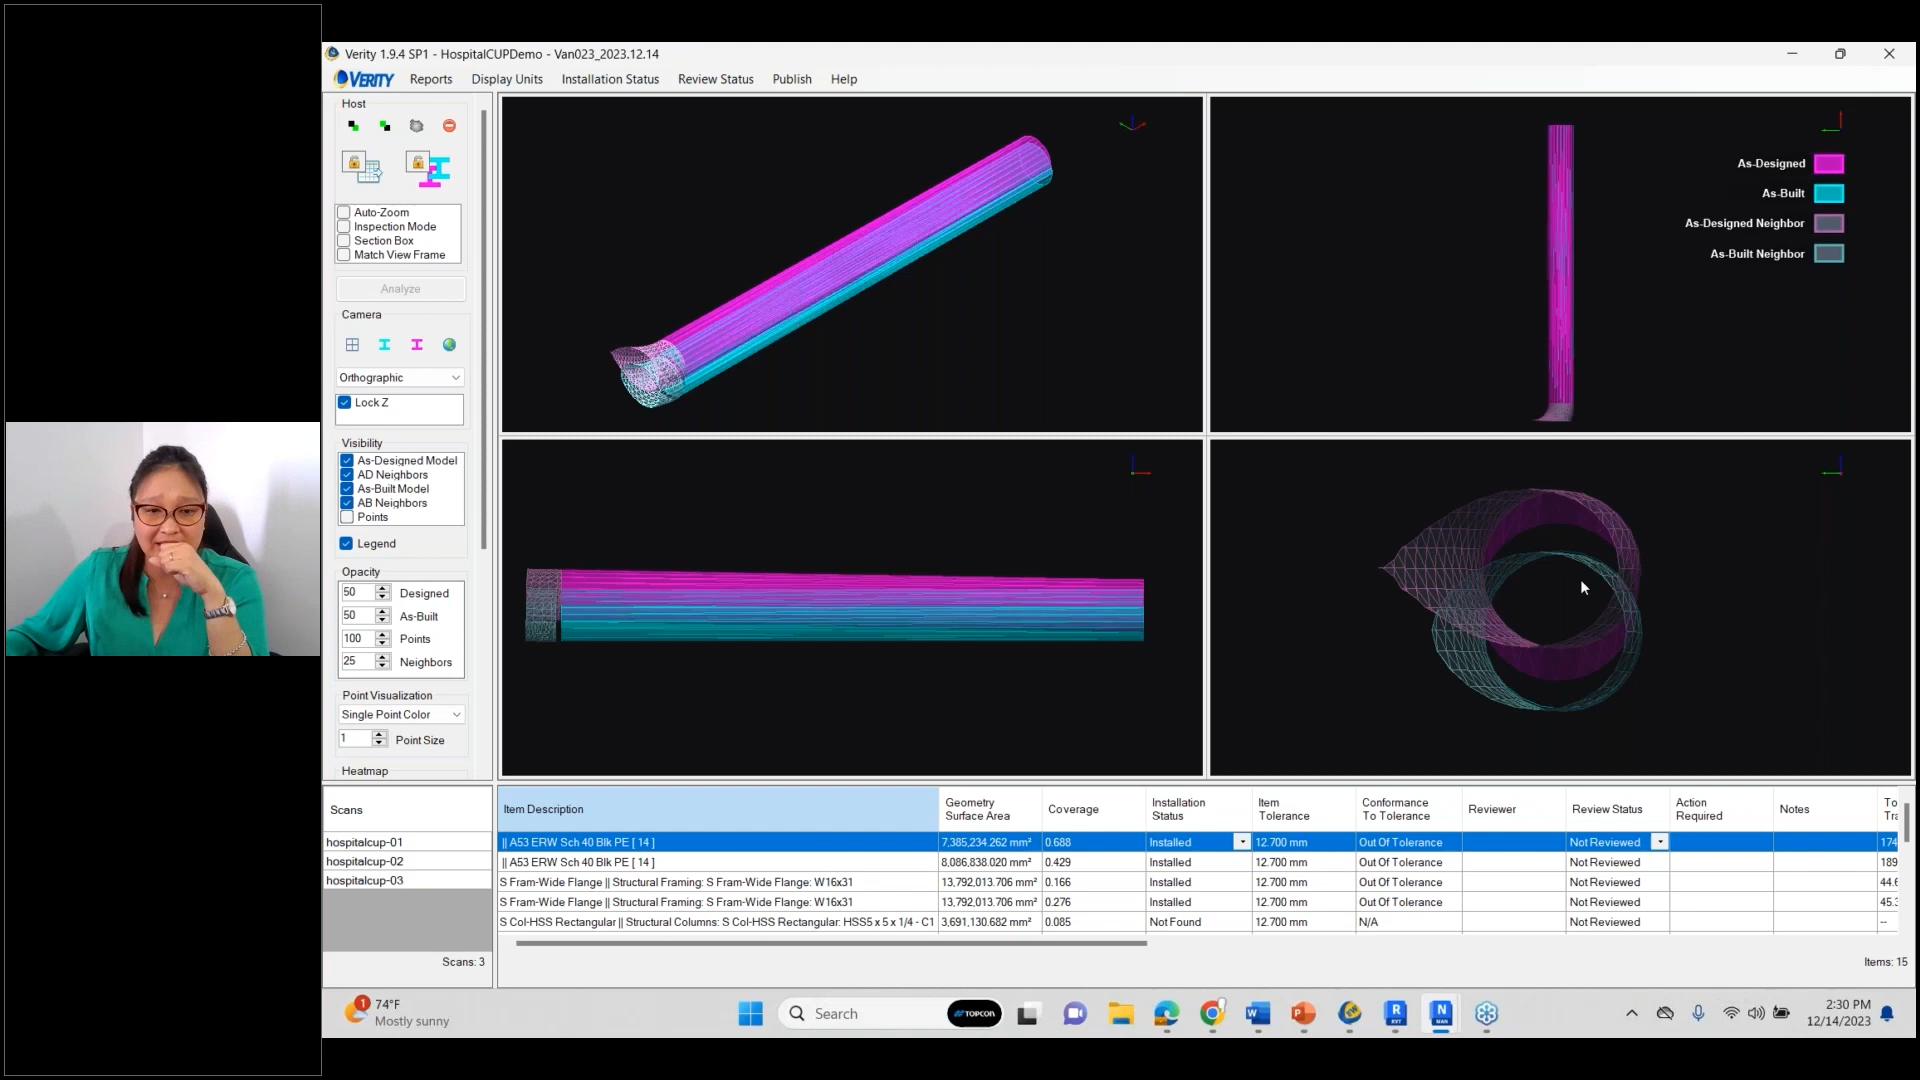 Verity 1.9.4 SP1 - HospitalCUPDemo - Van023_2023.12.14
VERITY Reports Display Units Installation Status Review Status Publish Help
Host
Auto-Zoom
Inspection Mode
Section Box
Match View Frame
Analyze
Camera
Orthographic
Lock Z
Visibility
As-Designed Model
AD Neighbors
As-Built Model
AB Neighbors
Points
Legend
Opacity
50 Designed
50 As-Built
100 Points
25 Neighbors
Point Visualization
Single Point Color
1 Point Size
Heatmap
As-Designed
As-Built
As-Designed Neighbor
As-Built Neighbor
Scans
hospitalcup-01
hospitalcup-02
hospitalcup-03
Scans: 3
Item Description Geometry Surface Area Coverage Installation Status Item Tolerance Conformance To Tolerance Reviewer Review Status Action Required Notes To Tra
|| A53 ERW Sch 40 Blk PE [ 14 ] 7,385,234.262 mm² 0.688 Installed 12.700 mm Out Of Tolerance Not Reviewed 174
|| A53 ERW Sch 40 Blk PE [ 14 ] 8,086,838.020 mm² 0.429 Installed 12.700 mm Out Of Tolerance Not Reviewed 189
S Fram-Wide Flange || Structural Framing: S Fram-Wide Flange: W16x31 13,792,013.706 mm² 0.166 Installed 12.700 mm Out Of Tolerance Not Reviewed 44.6
S Fram-Wide Flange || Structural Framing: S Fram-Wide Flange: W16x31 13,792,013.706 mm² 0.276 Installed 12.700 mm Out Of Tolerance Not Reviewed 45.3
S Col-HSS Rectangular || Structural Columns: S Col-HSS Rectangular: HSS5 x 5 x 1/4 - C1 3,691,130.682 mm² 0.085 Not Found 12.700 mm N/A Not Reviewed --
Items: 15
1
74°F
Mostly sunny
Search
TOPCON
2:30 PM
12/14/2023